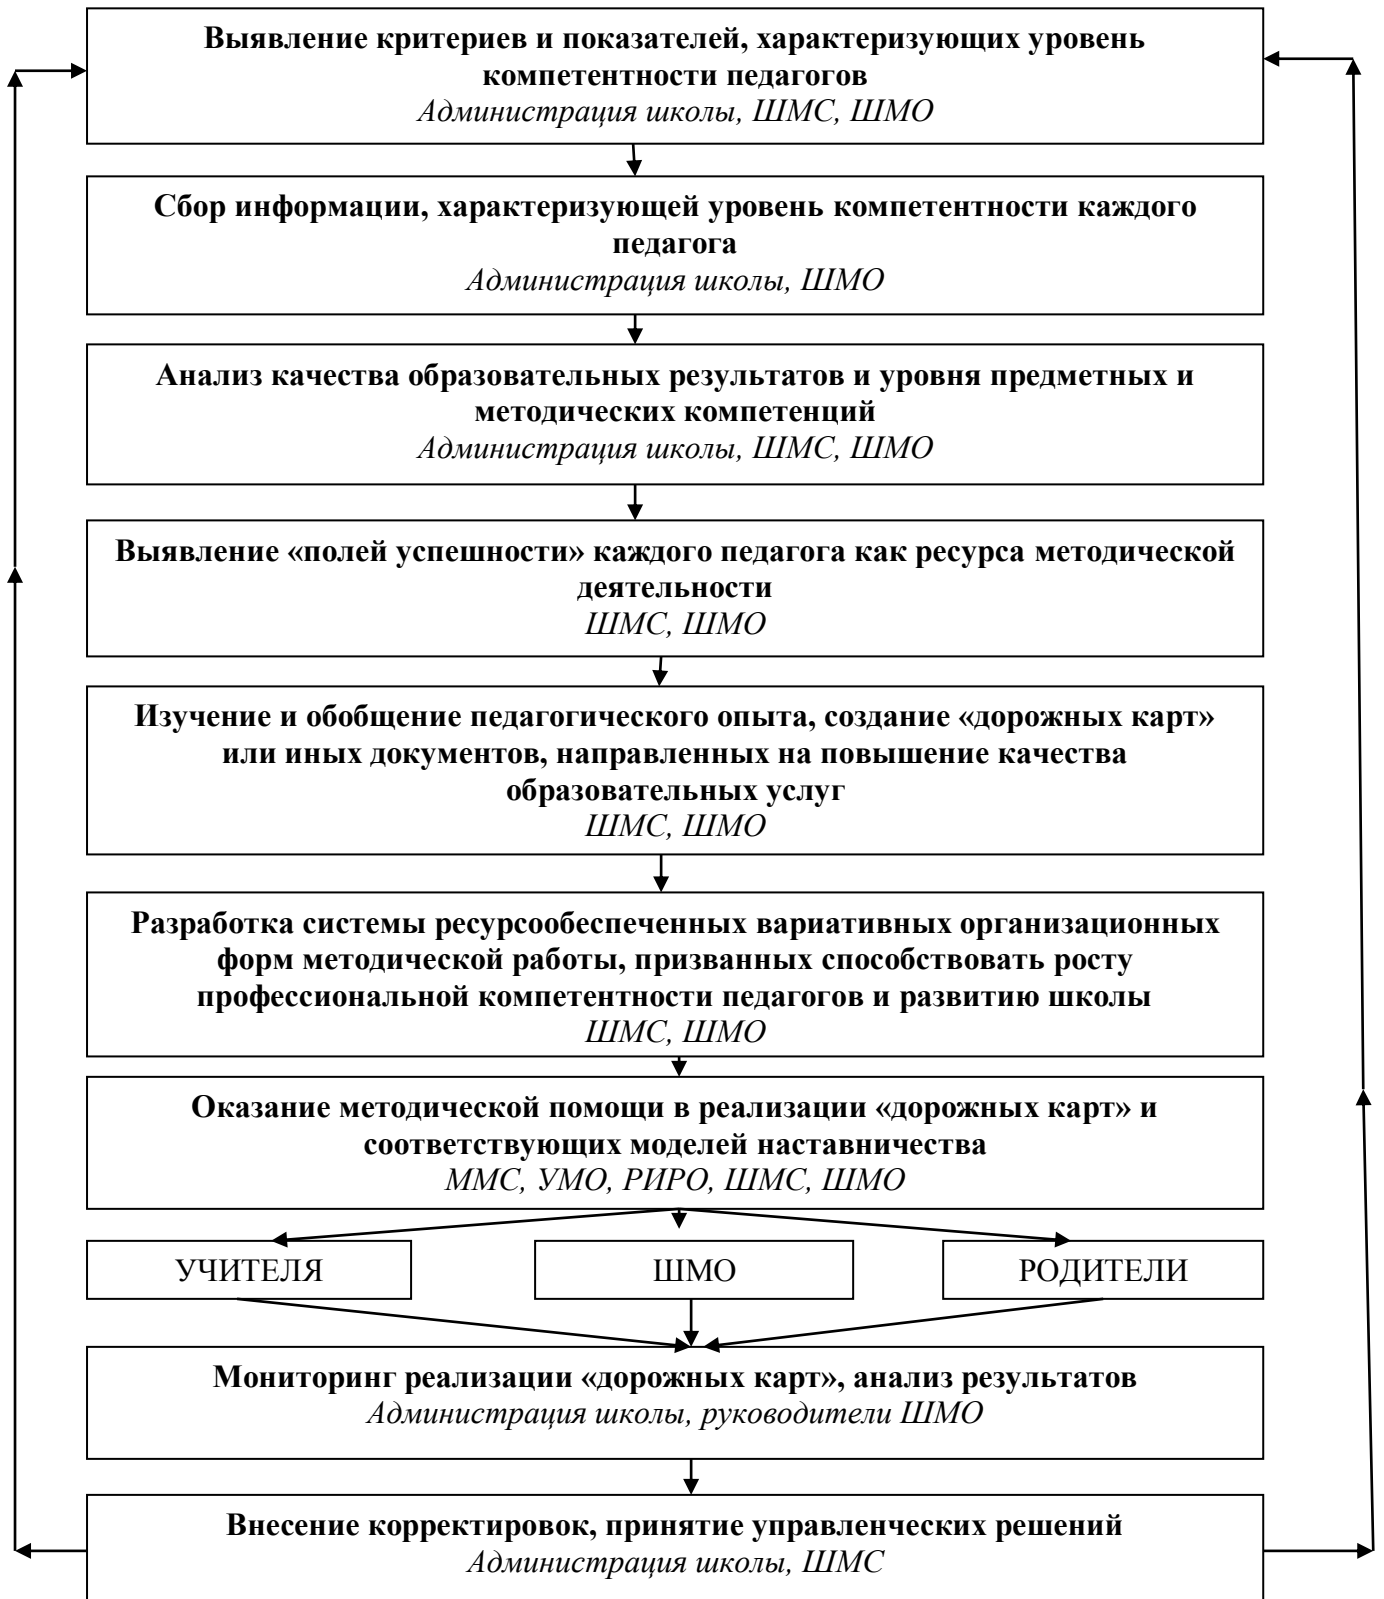 Выявление критериев и показателей, характеризующих уровень
компетентности педагогов
Администрация школы, ШМС, ШМО
Сбор информации, характеризующей уровень компетентности каждого
педагога
Администрация школы, ШМО
Анализ качества образовательных результатов и уровня предметных и
методических компетенций
Администрация школы, ШМС, ШМО
Выявление «полей успешности» каждого педагога как ресурса методической
деятельности
ШМС, ШМО
Изучение и обобщение педагогического опыта, создание «дорожных карт»
или иных документов, направленных на повышение качества
образовательных услуг
ШМС, ШМО
Разработка системы ресурсообеспеченных вариативных организационных
форм методической работы, призванных способствовать росту
профессиональной компетентности педагогов и развитию школы
ШМС, ШМО
Оказание методической помощи в реализации «дорожных карт» и
соответствующих моделей наставничества
ММС, УМО, РИРО, ШМС, ШМО
УЧИТЕЛЯ
ШМО
РОДИТЕЛИ
Мониторинг реализации «дорожных карт», анализ результатов
Администрация школы, руководители ШМО
Внесение корректировок, принятие управленческих решений
Администрация школы, ШМС